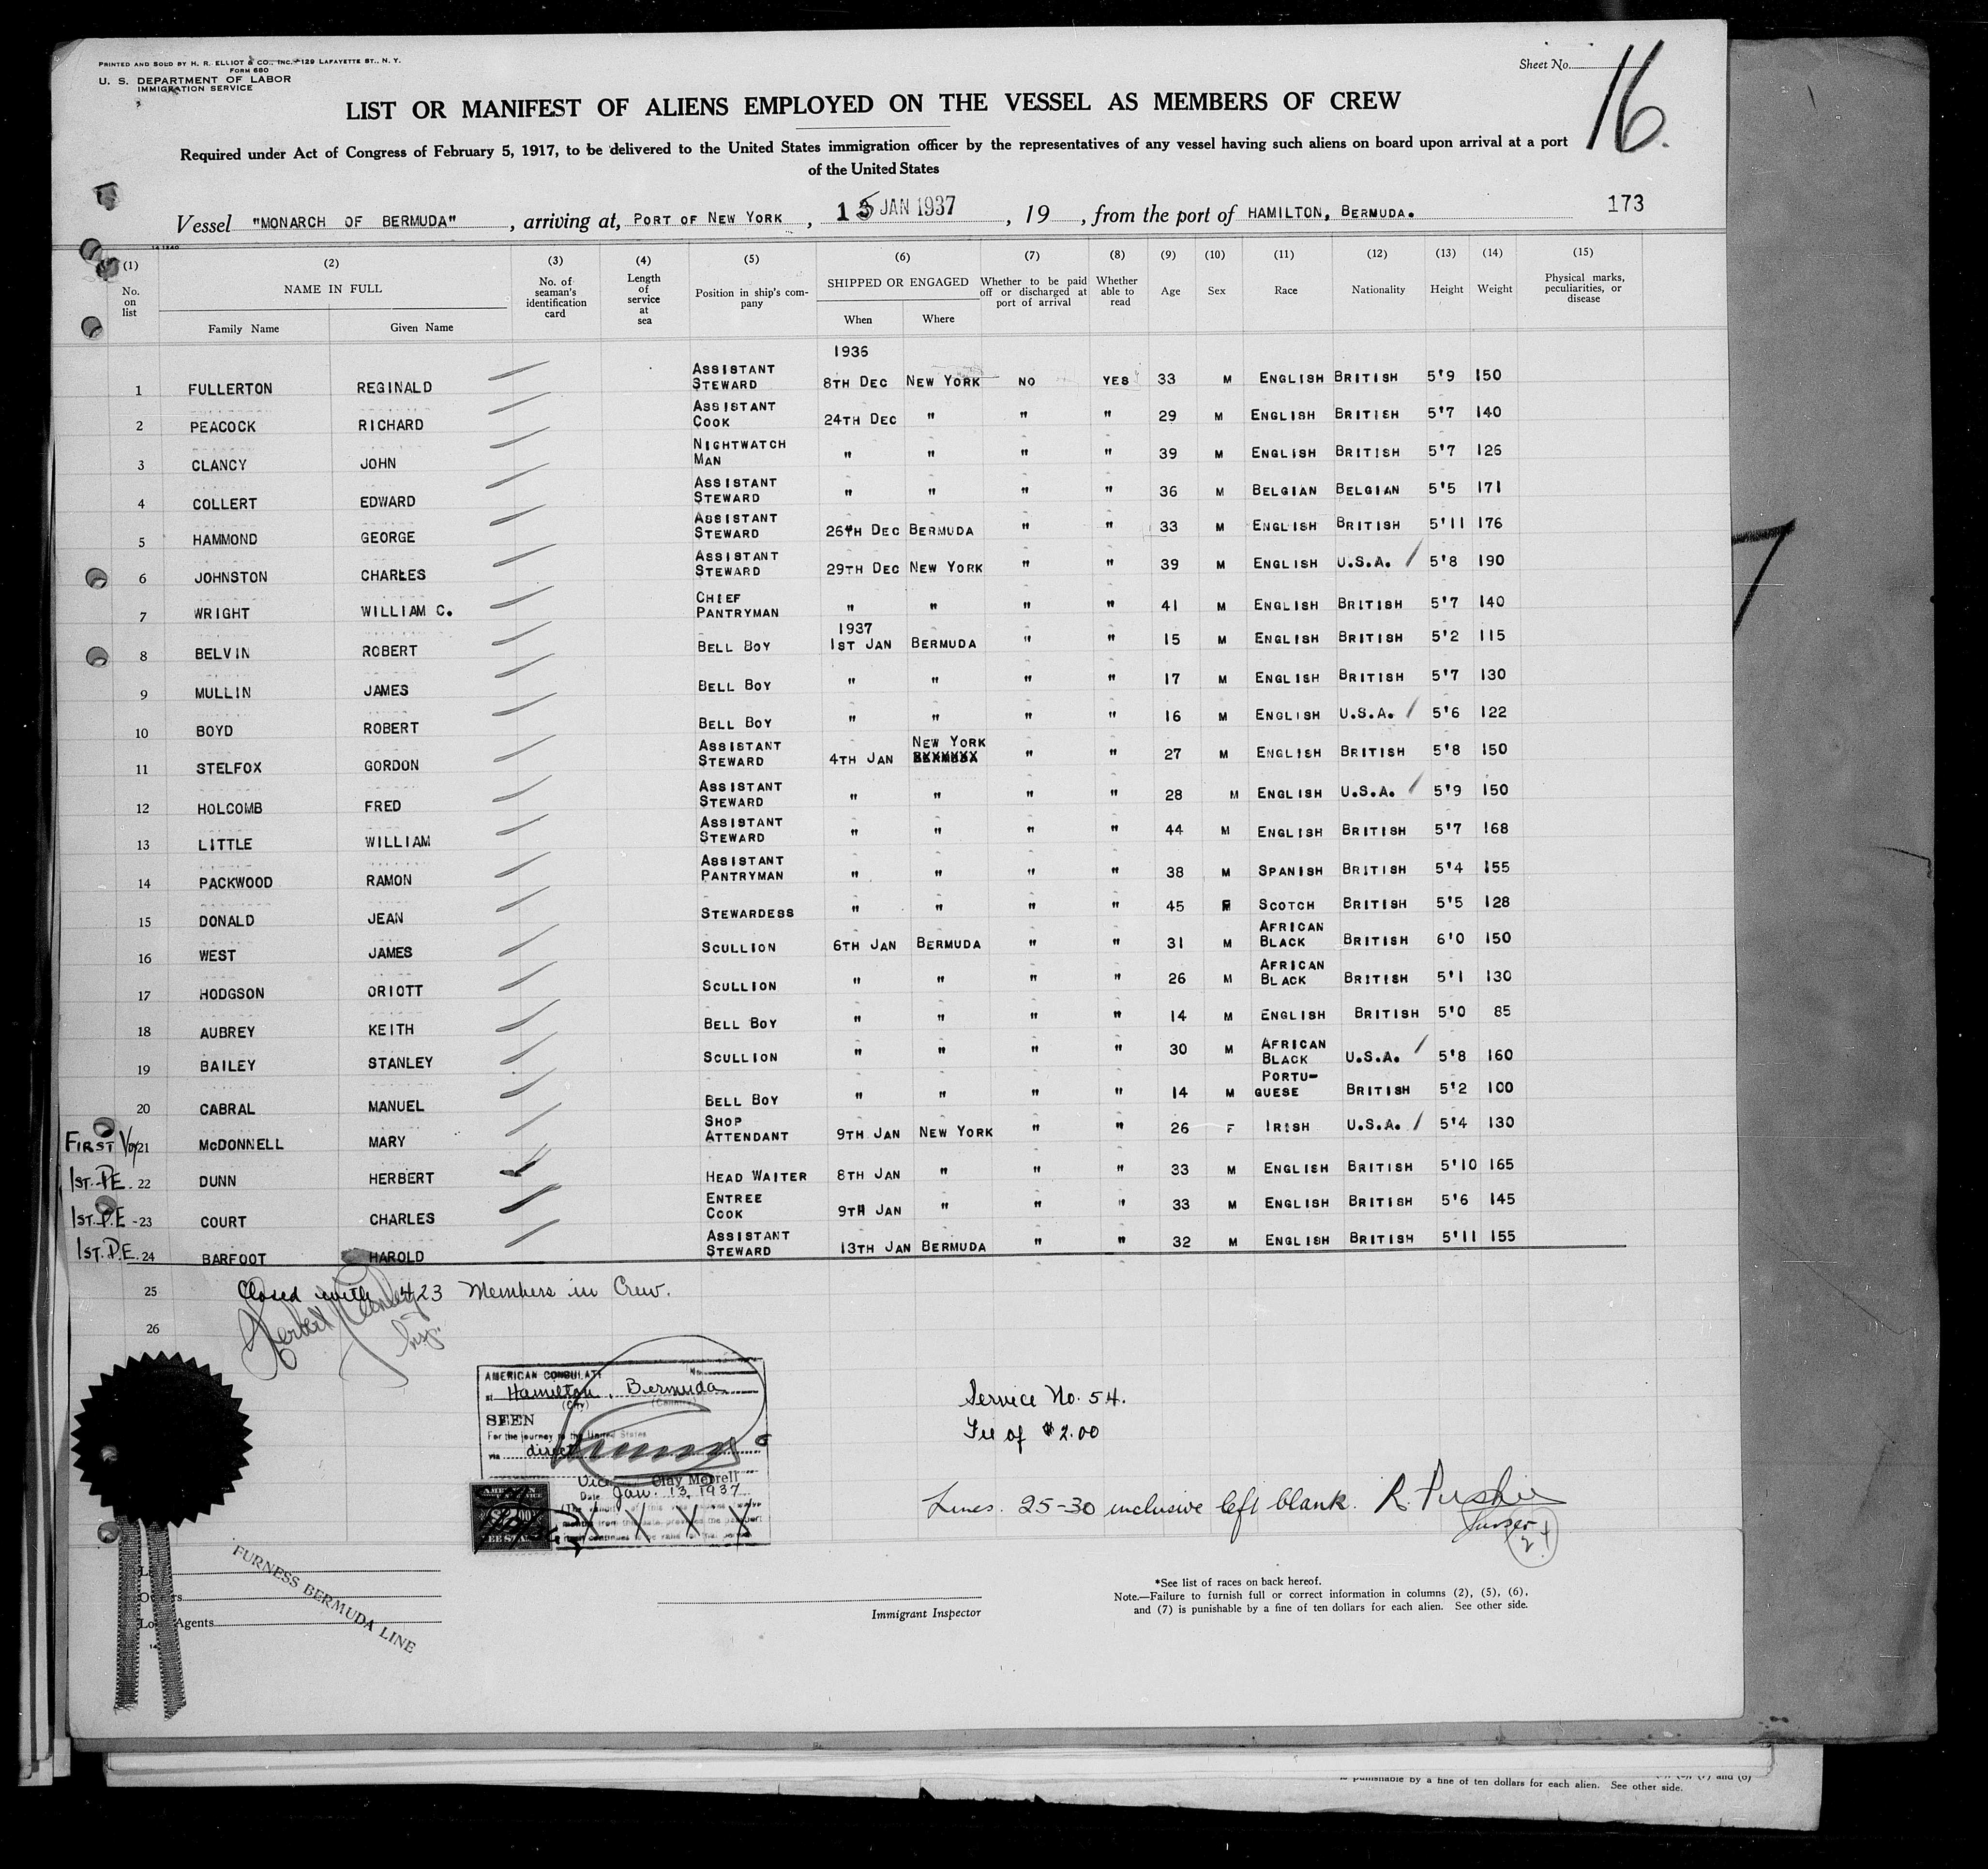 PRINTED AND SOLD BY H. R. ELLIOT & CO., INC. 129 LAFAYETTE ST., N. Y.
FORM 680
U. S. DEPARTMENT OF LABOR
IMMIGRATION SERVICE
Sheet No. 16.
LIST OR MANIFEST OF ALIENS EMPLOYED ON THE VESSEL AS MEMBERS OF CREW
Required under Act of Congress of February 5, 1917, to be delivered to the United States immigration officer by the representatives of any vessel having such aliens on board upon arrival at a port
of the United States
Vessel "MONARCH OF BERMUDA", arriving at, PORT OF NEW YORK, 15 JAN 1937, 19, from the port of HAMILTON, BERMUDA. 173
(1) No. on list (2) NAME IN FULL Family Name Given Name (3) No. of seaman's identification card (4) Length of service at sea (5) Position in ship's company (6) SHIPPED OR ENGAGED When Where (7) Whether to be paid off or discharged at port of arrival (8) Whether able to read (9) Age (10) Sex (11) Race (12) Nationality (13) Height (14) Weight (15) Physical marks, peculiarities, or disease
1936
1 FULLERTON REGINALD ASSISTANT STEWARD 8TH DEC NEW YORK NO YES 33 M ENGLISH BRITISH 5'9 150
2 PEACOCK RICHARD ASSISTANT COOK 24TH DEC " " " 29 M ENGLISH BRITISH 5'7 140
3 CLANCY JOHN NIGHTWATCH MAN " " " " 39 M ENGLISH BRITISH 5'7 126
4 COLLERT EDWARD ASSISTANT STEWARD " " " " 36 M BELGIAN BELGIAN 5'5 171
5 HAMMOND GEORGE ASSISTANT STEWARD 26TH DEC BERMUDA " " 33 M ENGLISH BRITISH 5'11 176
6 JOHNSTON CHARLES ASSISTANT STEWARD 29TH DEC NEW YORK " " 39 M ENGLISH U.S.A. 5'8 190
7 WRIGHT WILLIAM C. CHIEF PANTRYMAN " " " " 41 M ENGLISH BRITISH 5'7 140
1937
8 BELVIN ROBERT BELL BOY 1ST JAN BERMUDA " " 15 M ENGLISH BRITISH 5'2 115
9 MULLIN JAMES BELL BOY " " " " 17 M ENGLISH BRITISH 5'7 130
10 BOYD ROBERT BELL BOY " " " " 16 M ENGLISH U.S.A. 5'6 122
11 STELFOX GORDON ASSISTANT STEWARD 4TH JAN NEW YORK " " 27 M ENGLISH BRITISH 5'8 150
12 HOLCOMB FRED ASSISTANT STEWARD " " " " 28 M ENGLISH U.S.A. 5'9 150
13 LITTLE WILLIAM ASSISTANT STEWARD " " " " 44 M ENGLISH BRITISH 5'7 168
14 PACKWOOD RAMON ASSISTANT PANTRYMAN " " " " 38 M SPANISH BRITISH 5'4 155
15 DONALD JEAN STEWARDESS " " " " 45 F SCOTCH BRITISH 5'5 128
16 WEST JAMES SCULLION 6TH JAN BERMUDA " " 31 M AFRICAN BLACK BRITISH 6'0 150
17 HODGSON ORIOTT SCULLION " " " " 26 M AFRICAN BLACK BRITISH 5'1 130
18 AUBREY KEITH BELL BOY " " " " 14 M ENGLISH BRITISH 5'0 85
19 BAILEY STANLEY SCULLION " " " " 30 M AFRICAN BLACK U.S.A. 5'8 160
20 CABRAL MANUEL BELL BOY " " " " 14 M PORTU-GUESE BRITISH 5'2 100
FIRST VOY 21 McDONNELL MARY SHOP ATTENDANT 9TH JAN NEW YORK " " 26 F IRISH U.S.A. 5'4 130
1ST. P.E. 22 DUNN HERBERT HEAD WAITER 8TH JAN " " " 33 M ENGLISH BRITISH 5'10 165
1ST. P.E. 23 COURT CHARLES ENTREE COOK 9TH JAN " " " 33 M ENGLISH BRITISH 5'6 145
1ST. P.E. 24 BARFOOT HAROLD ASSISTANT STEWARD 13TH JAN BERMUDA " " 32 M ENGLISH BRITISH 5'11 155
25 Closed with 423 Members in Crew.
26
Insp.
AMERICAN CONSULATE No.
at Hamilton, Bermuda
(City) (Country)
SEEN
For the journey to the United States
via direct
Vice Clay Merrell
Date Jan. 13, 1937
Service No. 54.
Fee of $2.00
Lines 25-30 inclusive left blank.
Purser
FURNESS BERMUDA LINE
Agents
Immigrant Inspector
*See list of races on back hereof.
Note.—Failure to furnish full or correct information in columns (2), (5), (6),
and (7) is punishable by a fine of ten dollars for each alien. See other side.
is punishable by a fine of ten dollars for each alien. See other side.